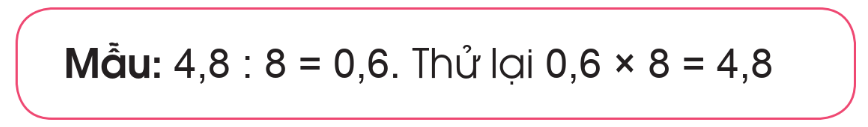 Mẫu: 4,8 : 8 = 0,6. Thử lại 0,6 × 8 = 4,8